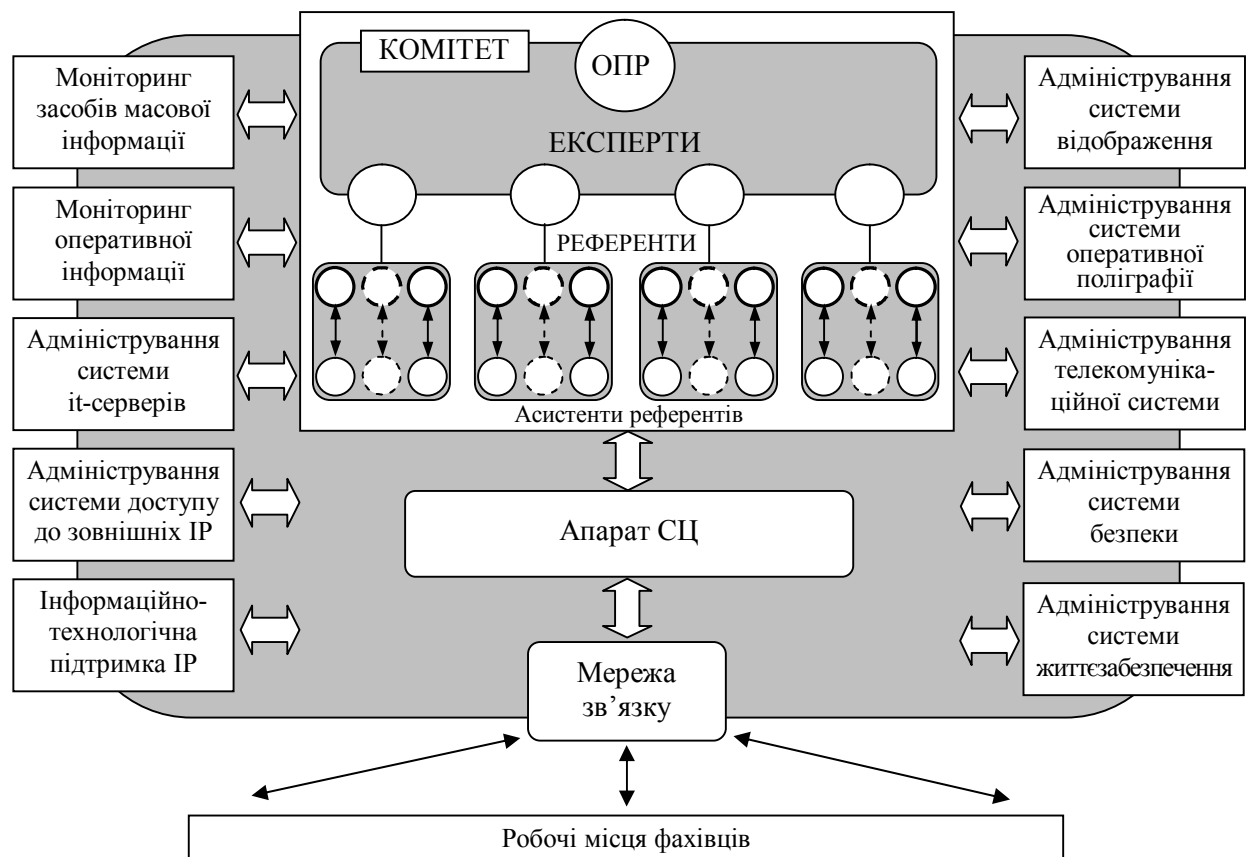 КОМІТЕТ
ОПР
ЕКСПЕРТИ
РЕФЕРЕНТИ
Асистенти референтів
Моніторинг
засобів масової
інформації
Моніторинг
оперативної
інформації
Адміністрування
системи
it-серверів
Адміністрування
системи доступу
до зовнішніх ІР
Інформаційно-
технологічна
підтримка ІР
Адміністрування
системи
відображення
Адміністрування
системи
оперативної
поліграфії
Адміністрування
телекомуніка-
ційної системи
Адміністрування
системи
безпеки
Адміністрування
системи
життєзабезпечення
Апарат СЦ
Мережа
зв’язку
Робочі місця фахівців